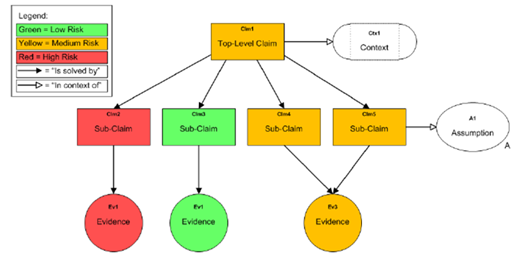 Legend:
Green = Low Risk
Yellow = Medium Risk
Red = High Risk
= "Is solved by"
= "In context of"
Clm1
Top-Level Claim
Ctx1
Context
Clm2
Sub-Claim
Clm3
Sub-Claim
Clm4
Sub-Claim
Clm5
Sub-Claim
A1
Assumption
A
Ev1
Evidence
Ev1
Evidence
Ev3
Evidence